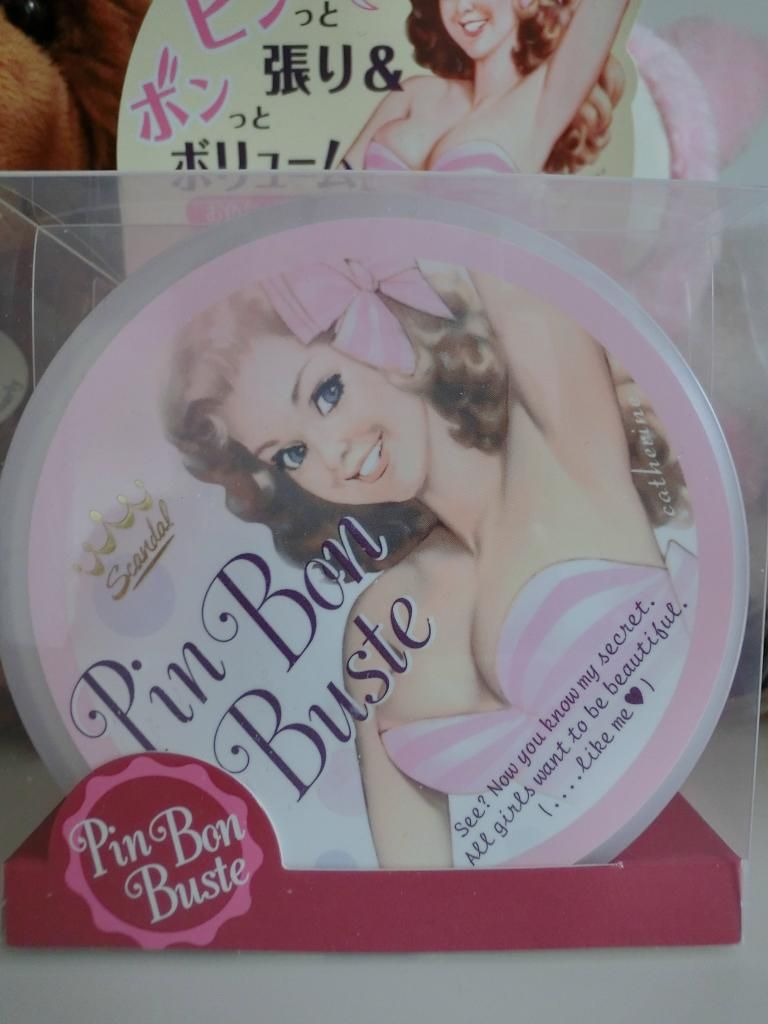 ピンっと
張り&
ボンっと
ボリューム
Scandal
catherine
Pin Bon
Buste
See? Now you know my secret.
All girls want to be beautiful.
(....like me♥)
Pin Bon
Buste